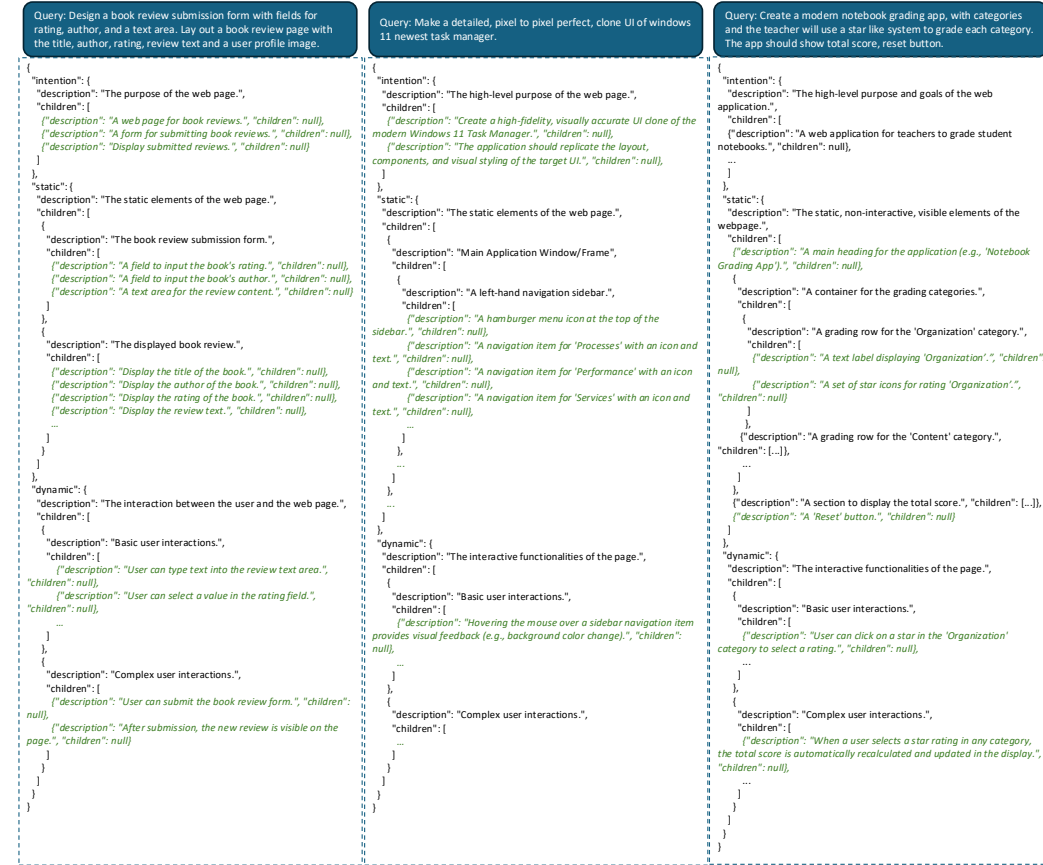 Query: Design a book review submission form with fields for
rating, author, and a text area. Lay out a book review page with
the title, author, rating, review text and a user profile image.
{
"intention": {
"description": "The purpose of the web page.",
"children": [
{"description": "A web page for book reviews.", "children": null},
{"description": "A form for submitting book reviews.", "children": null},
{"description": "Display submitted reviews.", "children": null}
]
},
"static": {
"description": "The static elements of the web page.",
"children": [
{
"description": "The book review submission form.",
"children": [
{"description": "A field to input the book's rating.", "children": null},
{"description": "A field to input the book's author.", "children": null},
{"description": "A text area for the review content.", "children": null}
]
},
{
"description": "The displayed book review.",
"children": [
{"description": "Display the title of the book.", "children": null},
{"description": "Display the author of the book.", "children": null},
{"description": "Display the rating of the book.", "children": null},
{"description": "Display the review text.", "children": null},
...
]
}
]
},
"dynamic": {
"description": "The interaction between the user and the web page.",
"children": [
{
"description": "Basic user interactions.",
"children": [
{"description": "User can type text into the review text area.",
"children": null},
{"description": "User can select a value in the rating field.",
"children": null},
...
]
},
{
"description": "Complex user interactions.",
"children": [
{"description": "User can submit the book review form.", "children":
null},
{"description": "After submission, the new review is visible on the
page.", "children": null}
]
}
]
}
}
Query: Make a detailed, pixel to pixel perfect, clone UI of windows
11 newest task manager.
{
"intention": {
"description": "The high-level purpose of the web page.",
"children": [
{"description": "Create a high-fidelity, visually accurate UI clone of the
modern Windows 11 Task Manager.", "children": null},
{"description": "The application should replicate the layout,
components, and visual styling of the target UI.", "children": null},
]
},
"static": {
"description": "The static elements of the web page.",
"children": [
{
"description": "Main Application Window/Frame",
"children": [
{
"description": "A left-hand navigation sidebar.",
"children": [
{"description": "A hamburger menu icon at the top of the
sidebar.", "children": null},
{"description": "A navigation item for 'Processes' with an icon and
text.", "children": null},
{"description": "A navigation item for 'Performance' with an icon
and text.", "children": null},
{"description": "A navigation item for 'Services' with an icon and
text.", "children": null},
...
]
},
...
]
},
...
]
},
"dynamic": {
"description": "The interactive functionalities of the page.",
"children": [
{
"description": "Basic user interactions.",
"children": [
{"description": "Hovering the mouse over a sidebar navigation item
provides visual feedback (e.g., background color change).", "children":
null},
...
]
},
{
"description": "Complex user interactions.",
"children": [
...
]
}
]
}
}
Query: Create a modern notebook grading app, with categories
and the teacher will use a star like system to grade each category.
The app should show total score, reset button.
{
"intention": {
"description": "The high-level purpose and goals of the web
application.",
"children": [
{"description": "A web application for teachers to grade student
notebooks.", "children": null},
...
]
},
"static": {
"description": "The static, non-interactive, visible elements of the
webpage.",
"children": [
{"description": "A main heading for the application (e.g., 'Notebook
Grading App').", "children": null},
{
"description": "A container for the grading categories.",
"children": [
{
"description": "A grading row for the 'Organization' category.",
"children": [
{"description": "A text label displaying 'Organization'.", "children"
null},
{"description": "A set of star icons for rating 'Organization'.",
"children": null}
]
},
{"description": "A grading row for the 'Content' category.",
"children": [...]},
...
]
},
{"description": "A section to display the total score.", "children": [...]},
{"description": "A 'Reset' button.", "children": null}
]
},
"dynamic": {
"description": "The interactive functionalities of the page.",
"children": [
{
"description": "Basic user interactions.",
"children": [
{"description": "User can click on a star in the 'Organization'
category to select a rating.", "children": null},
...
]
},
{
"description": "Complex user interactions.",
"children": [
{"description": "When a user selects a star rating in any category,
the total score is automatically recalculated and updated in the display.",
"children": null},
...
]
}
]
}
}